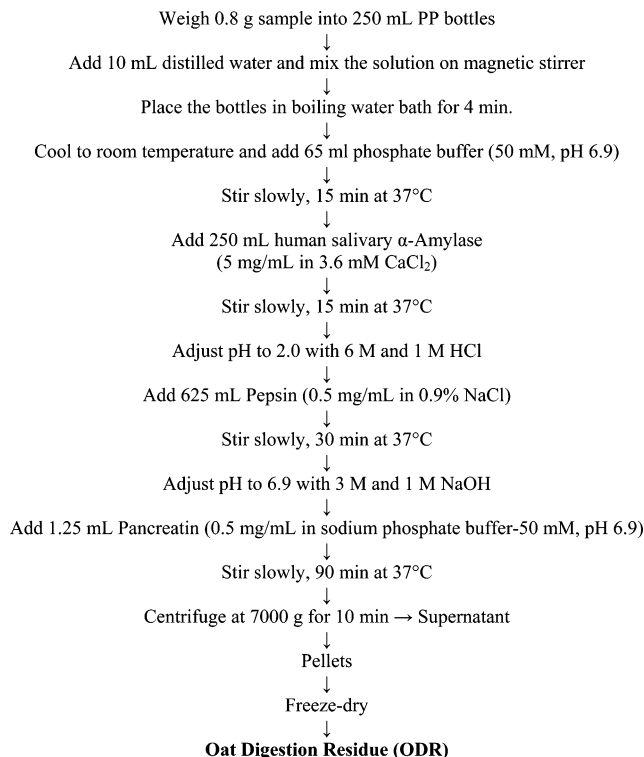 Weigh 0.8 g sample into 250 mL PP bottles
↓
Add 10 mL distilled water and mix the solution on magnetic stirrer
↓
Place the bottles in boiling water bath for 4 min.
↓
Cool to room temperature and add 65 ml phosphate buffer (50 mM, pH 6.9)
↓
Stir slowly, 15 min at 37°C
↓
Add 250 mL human salivary α-Amylase
(5 mg/mL in 3.6 mM CaCl₂)
↓
Stir slowly, 15 min at 37°C
↓
Adjust pH to 2.0 with 6 M and 1 M HCl
↓
Add 625 mL Pepsin (0.5 mg/mL in 0.9% NaCl)
↓
Stir slowly, 30 min at 37°C
↓
Adjust pH to 6.9 with 3 M and 1 M NaOH
↓
Add 1.25 mL Pancreatin (0.5 mg/mL in sodium phosphate buffer-50 mM, pH 6.9)
↓
Stir slowly, 90 min at 37°C
↓
Centrifuge at 7000 g for 10 min → Supernatant
↓
Pellets
↓
Freeze-dry
↓
Oat Digestion Residue (ODR)